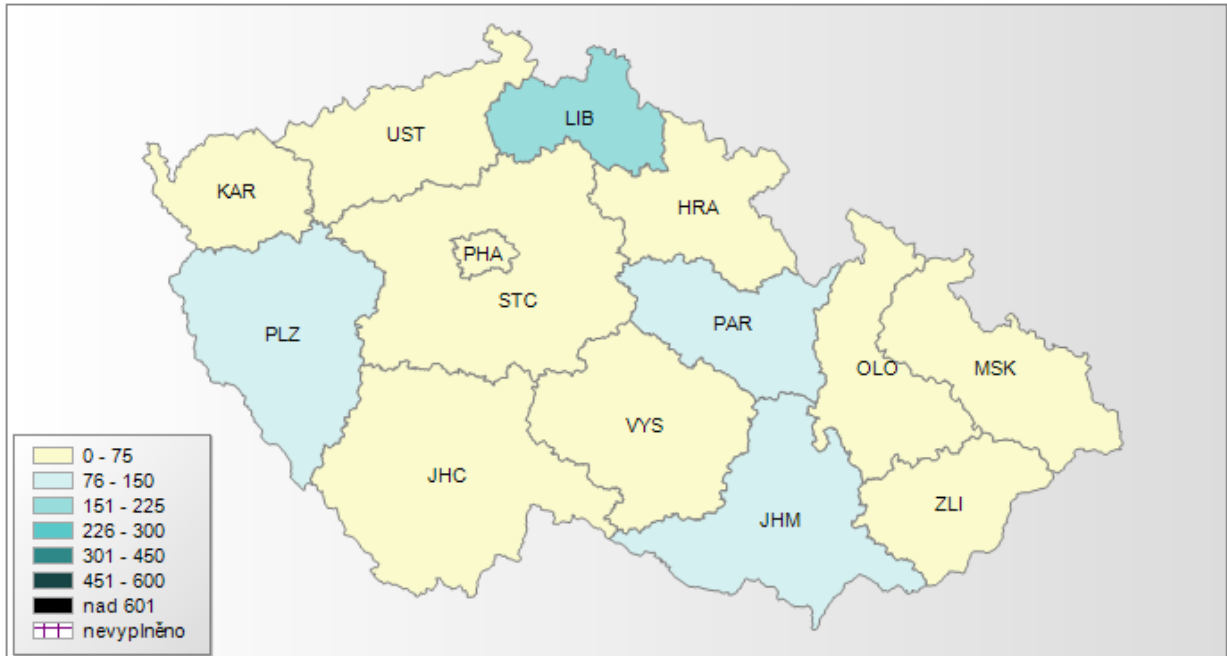 LIB
UST
KAR
HRA
PHA
STC
PLZ
PAR
OLO
MSK
VYS
JHC
ZLI
JHM
0 - 75
76 - 150
151 - 225
226 - 300
301 - 450
451 - 600
nad 601
nevyplněno